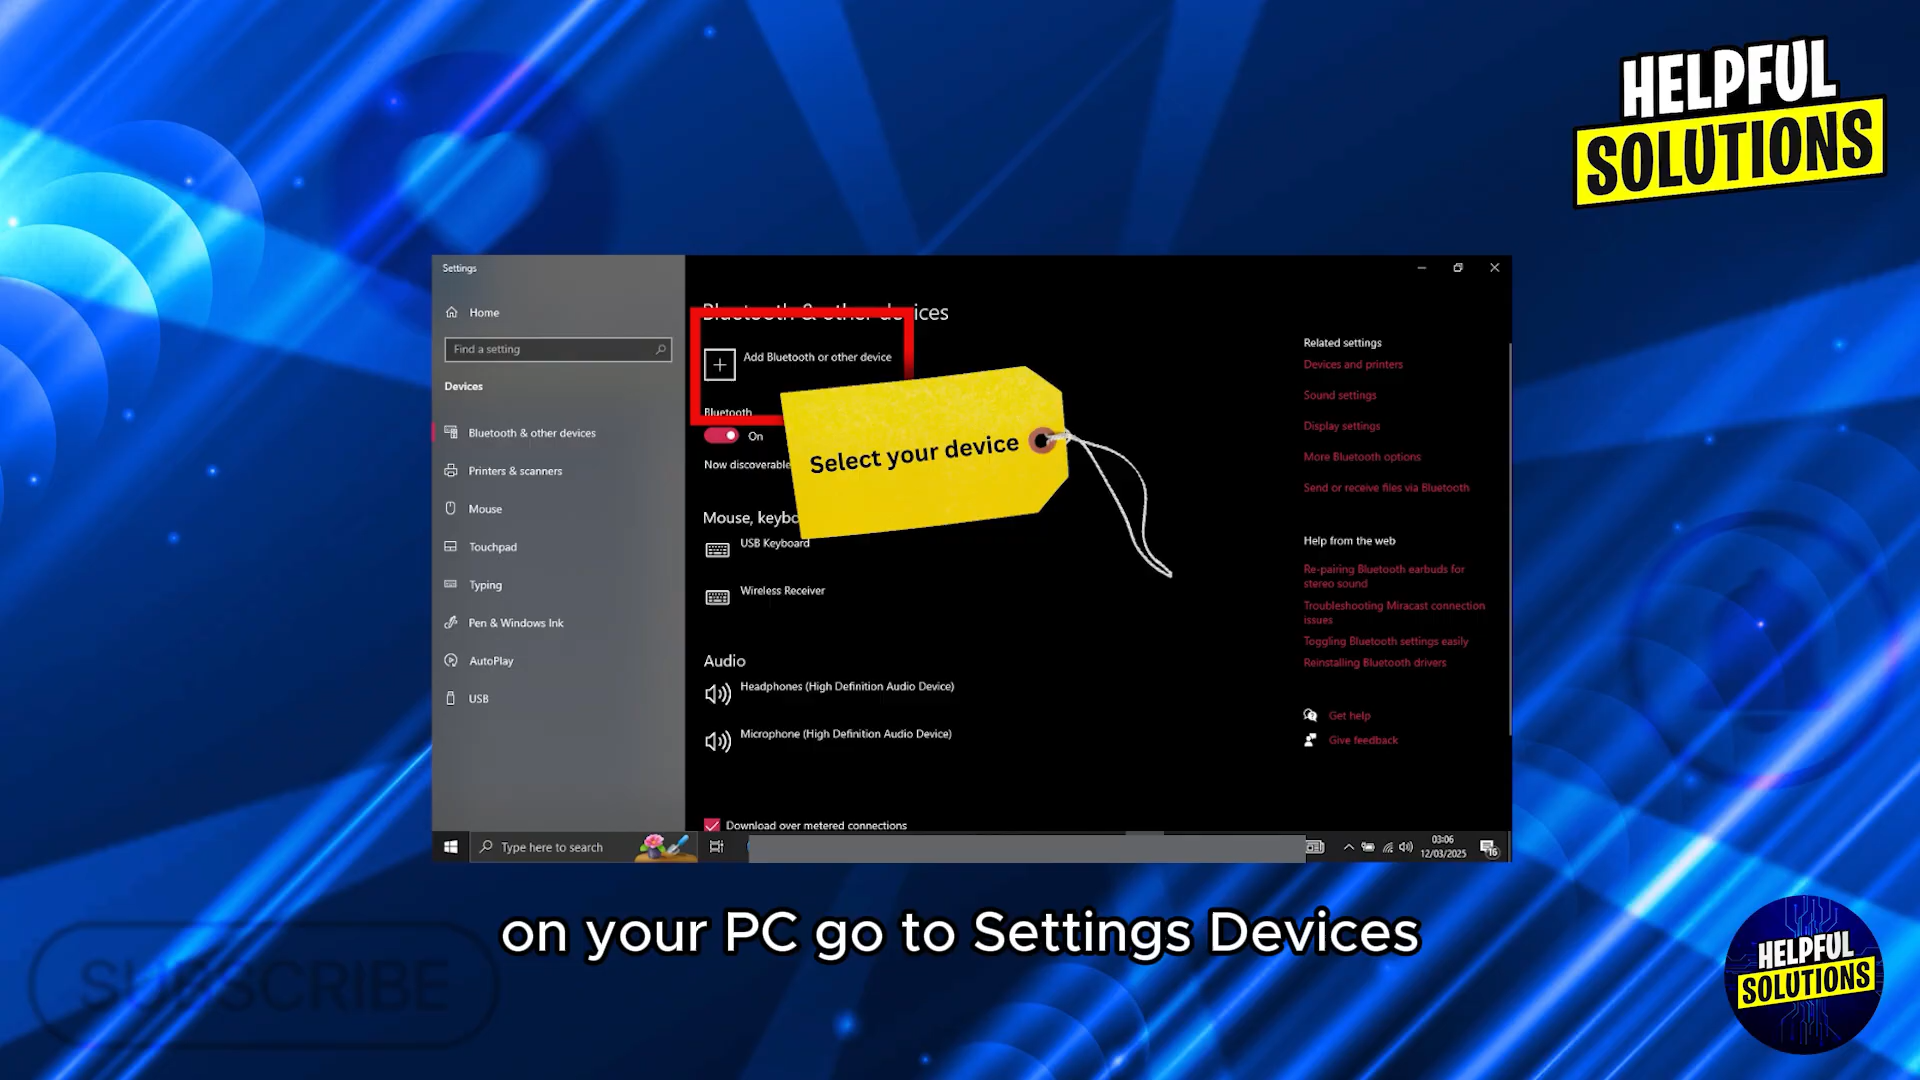 HELPFUL
SOLUTIONS
Settings
Home
Find a setting
Devices
Bluetooth & other devices
Printers & scanners
Mouse
Touchpad
Typing
Pen & Windows Ink
AutoPlay
USB
Bluetooth & other devices
Add Bluetooth or other device
Bluetooth
On
Now discoverable
Select your device
Mouse, keybo
USB Keyboard
Wireless Receiver
Audio
Headphones (High Definition Audio Device)
Microphone (High Definition Audio Device)
Download over metered connections
Related settings
Devices and printers
Sound settings
Display settings
More Bluetooth options
Send or receive files via Bluetooth
Help from the web
Re-pairing Bluetooth earbuds for
stereo sound
Troubleshooting Miracast connection
issues
Toggling Bluetooth settings easily
Reinstalling Bluetooth drivers
Get help
Give feedback
Type here to search
03:06
12/03/2025
16
on your PC go to Settings Devices
SUBSCRIBE
HELPFUL
SOLUTIONS